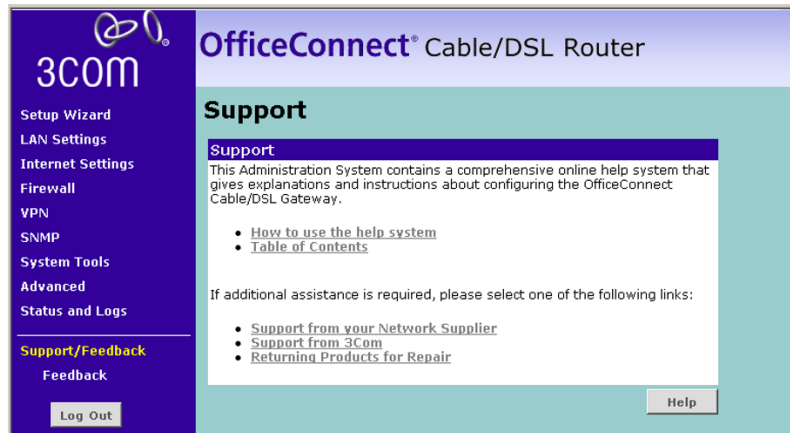 3COM
OfficeConnect® Cable/DSL Router
Setup Wizard
LAN Settings
Internet Settings
Firewall
VPN
SNMP
System Tools
Advanced
Status and Logs
Support/Feedback
Feedback
Log Out
Support
Support
This Administration System contains a comprehensive online help system that
gives explanations and instructions about configuring the OfficeConnect
Cable/DSL Gateway.
• How to use the help system
• Table of Contents
If additional assistance is required, please select one of the following links:
• Support from your Network Supplier
• Support from 3Com
• Returning Products for Repair
Help